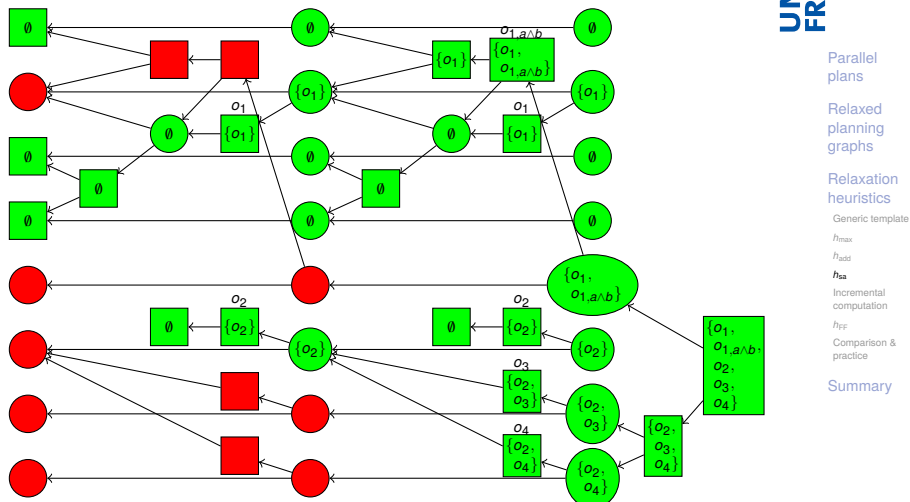 UN
FR
∅ ∅ ∅
o₁,a∧b
{o₁} {o₁,
o₁,a∧b}
{o₁} {o₁}
o₁ o₁
∅ {o₁} ∅ {o₁}
∅ ∅ ∅
∅ ∅
∅ ∅ ∅
{o₁,
o₁,a∧b}
o₂ o₂
∅ {o₂} ∅ {o₂}
{o₂} {o₂}
{o₁,
o₁,a∧b,
o₂,
o₃,
o₄}
o₃
{o₂,
o₃}
{o₂,
o₃}
o₄
{o₂,
o₄}
{o₂,
o₃,
o₄}
{o₂,
o₄}
Parallel
plans
Relaxed
planning
graphs
Relaxation
heuristics
Generic template
hmax
hadd
hsa
Incremental
computation
hFF
Comparison &
practice
Summary